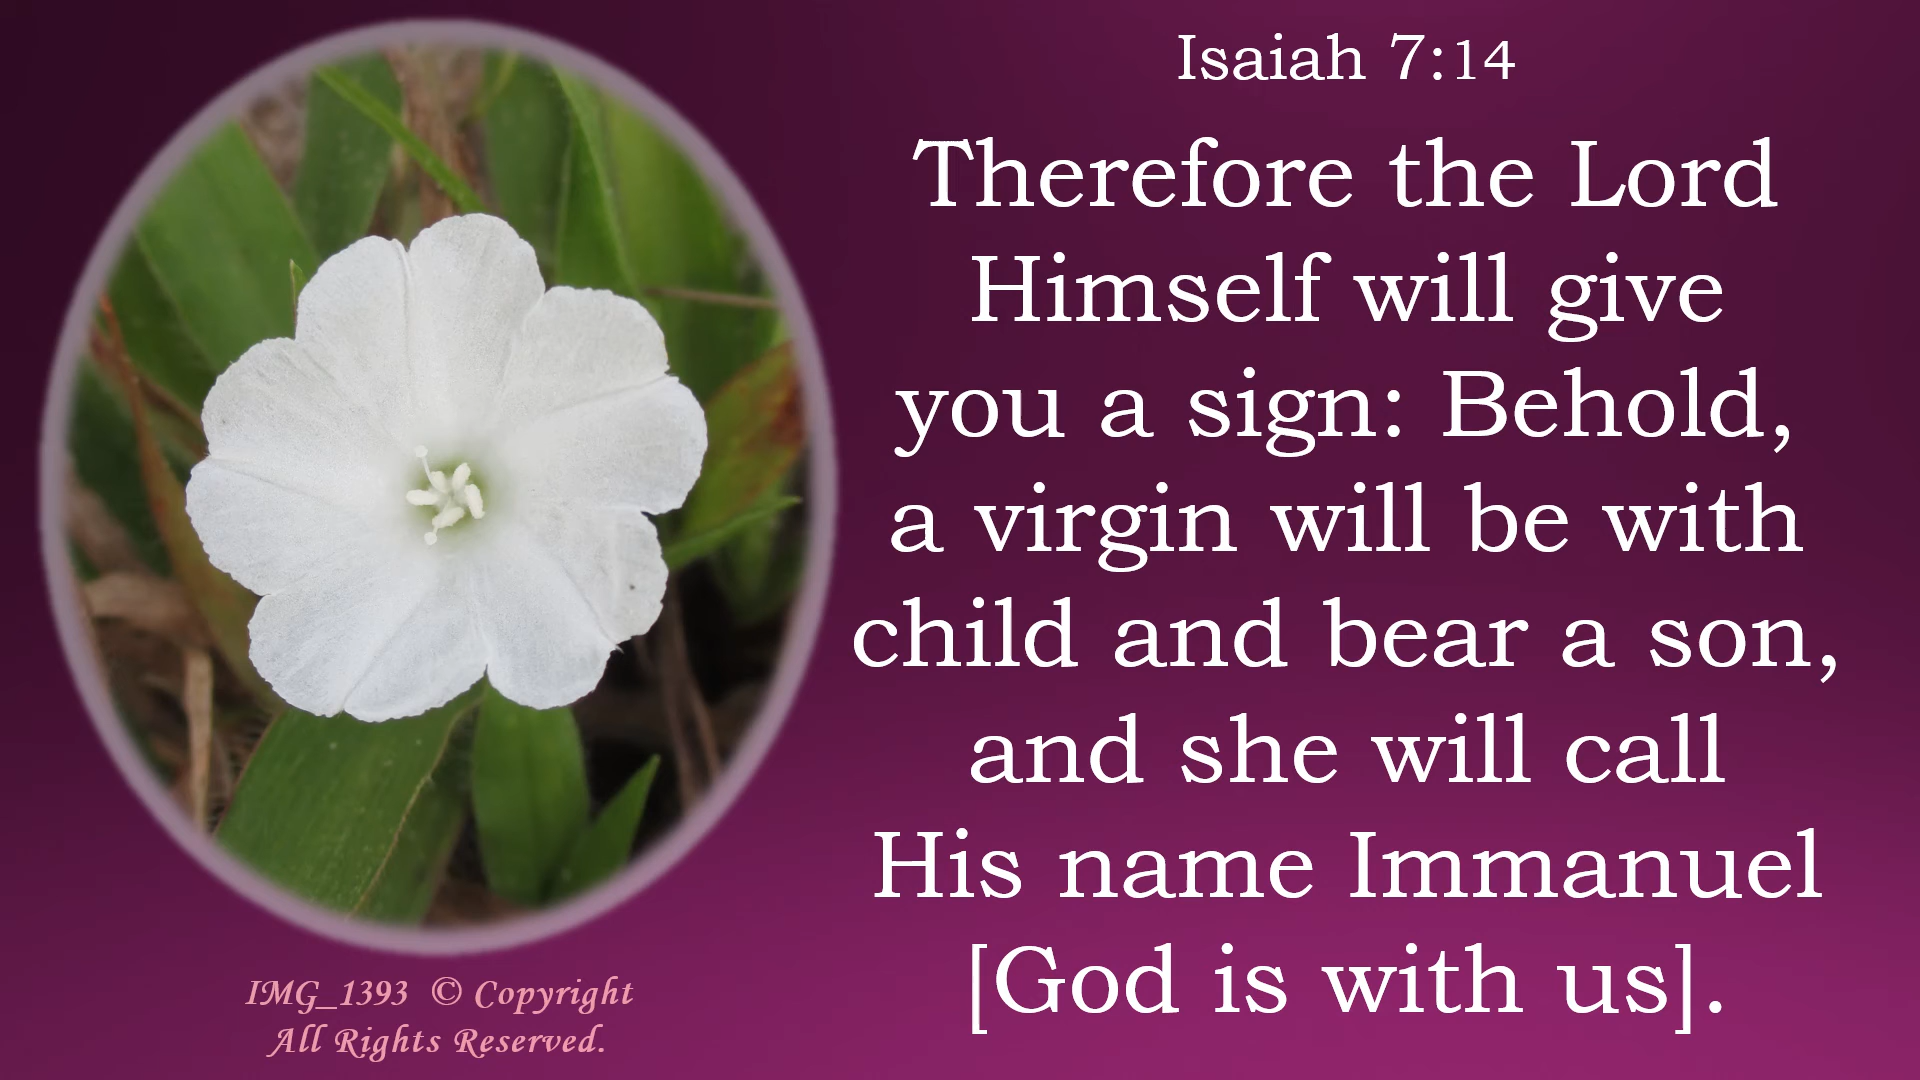 Isaiah 7:14
Therefore the Lord
Himself will give
you a sign: Behold,
a virgin will be with
child and bear a son,
and she will call
His name Immanuel
[God is with us].
IMG_1393 © Copyright
All Rights Reserved.